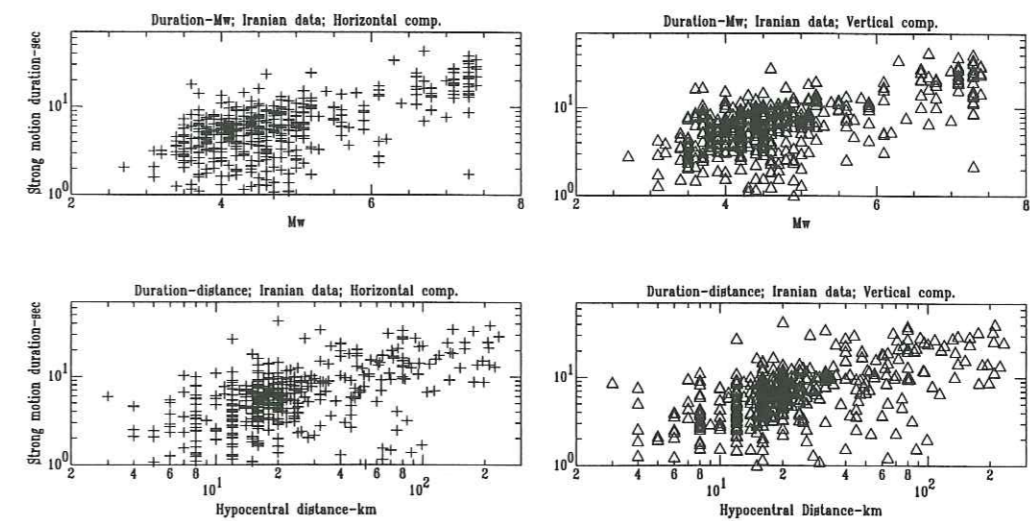 Duration-Mw; Iranian data; Horizontal comp.
Strong motion duration-sec
10^1
10^0
2 4 6 8
Mw
Duration-Mw; Iranian data; Vertical comp.
10^1
10^0
2 4 6 8
Mw
Duration-distance; Iranian data; Horizontal comp.
Strong motion duration-sec
10^1
10^0
2 4 6 8 2 4 6 8 2
10^1 10^2
Hypocentral distance-km
Duration-distance; Iranian data; Vertical comp.
10^1
10^0
2 4 6 8 2 4 6 8 2
10^1 10^2
Hypocentral Distance-km